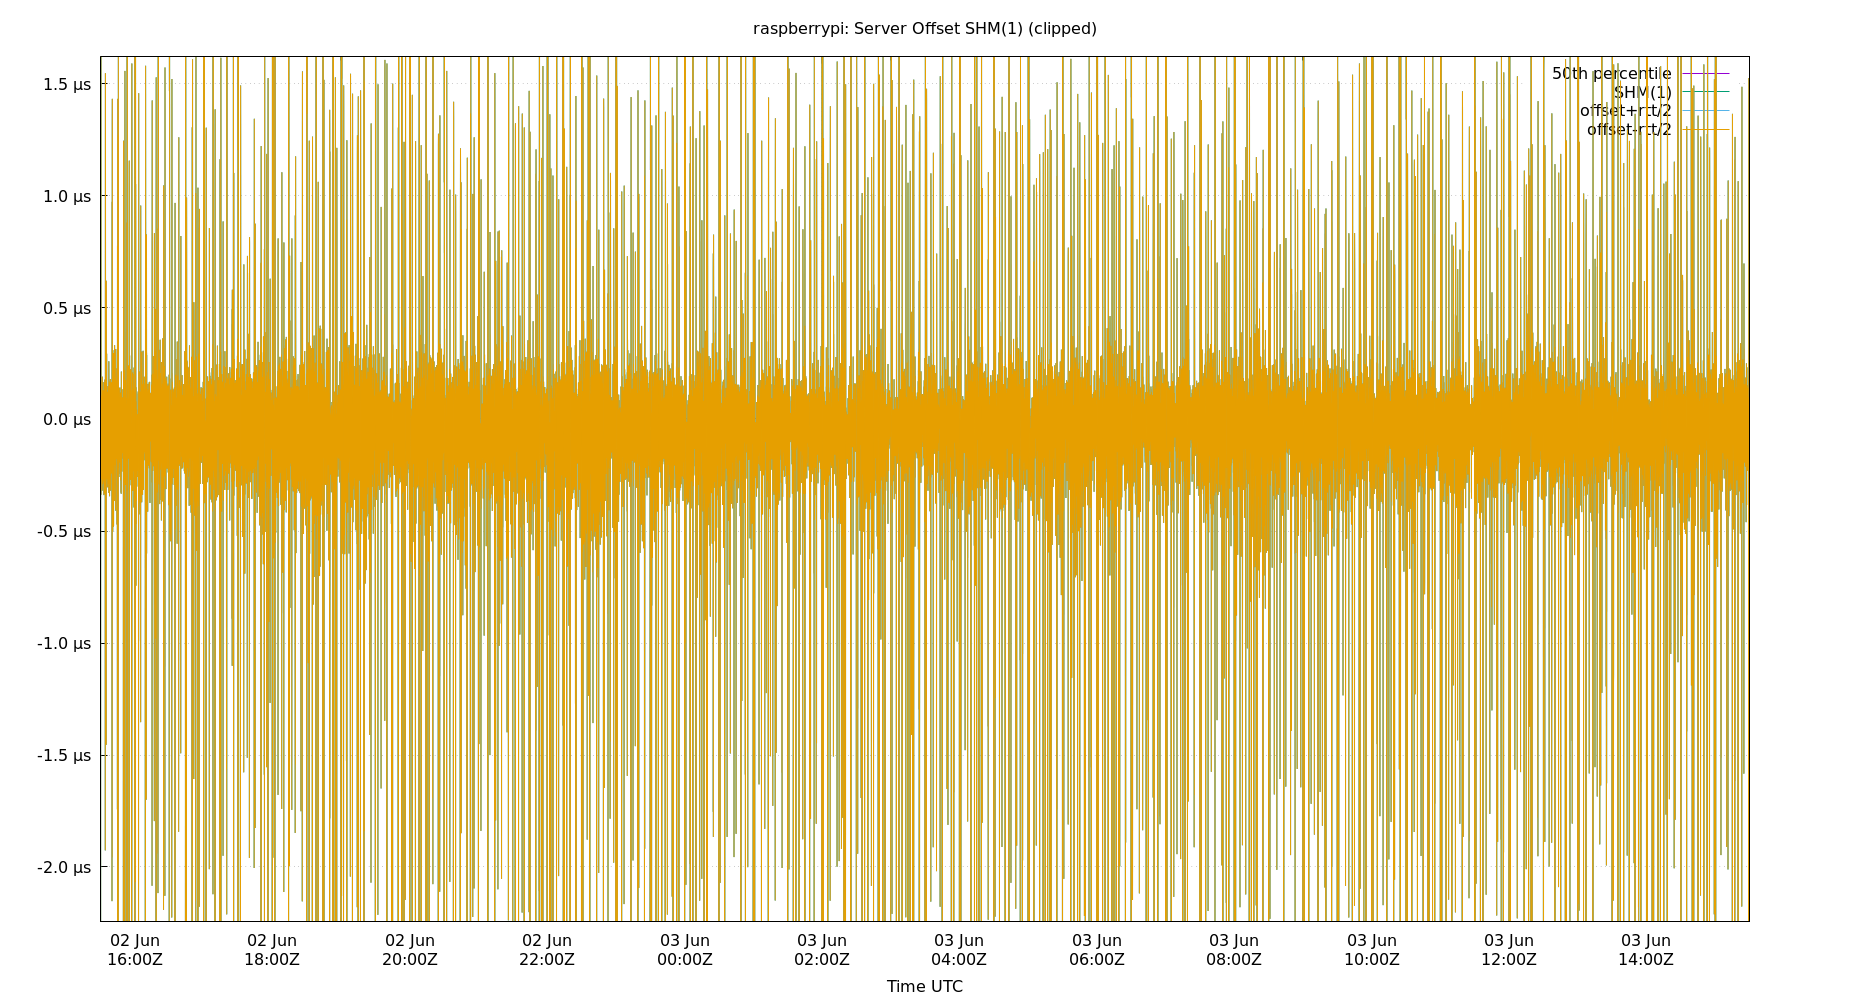 raspberrypi: Server Offset SHM(1) (clipped)
50th percentile
SHM(1)
offset+rtt/2
offset-rtt/2
1.5 µs
1.0 µs
0.5 µs
0.0 µs
-0.5 µs
-1.0 µs
-1.5 µs
-2.0 µs
02 Jun 02 Jun 02 Jun 02 Jun 03 Jun 03 Jun 03 Jun 03 Jun 03 Jun 03 Jun 03 Jun 03 Jun
16:00Z 18:00Z 20:00Z 22:00Z 00:00Z 02:00Z 04:00Z 06:00Z 08:00Z 10:00Z 12:00Z 14:00Z
Time UTC